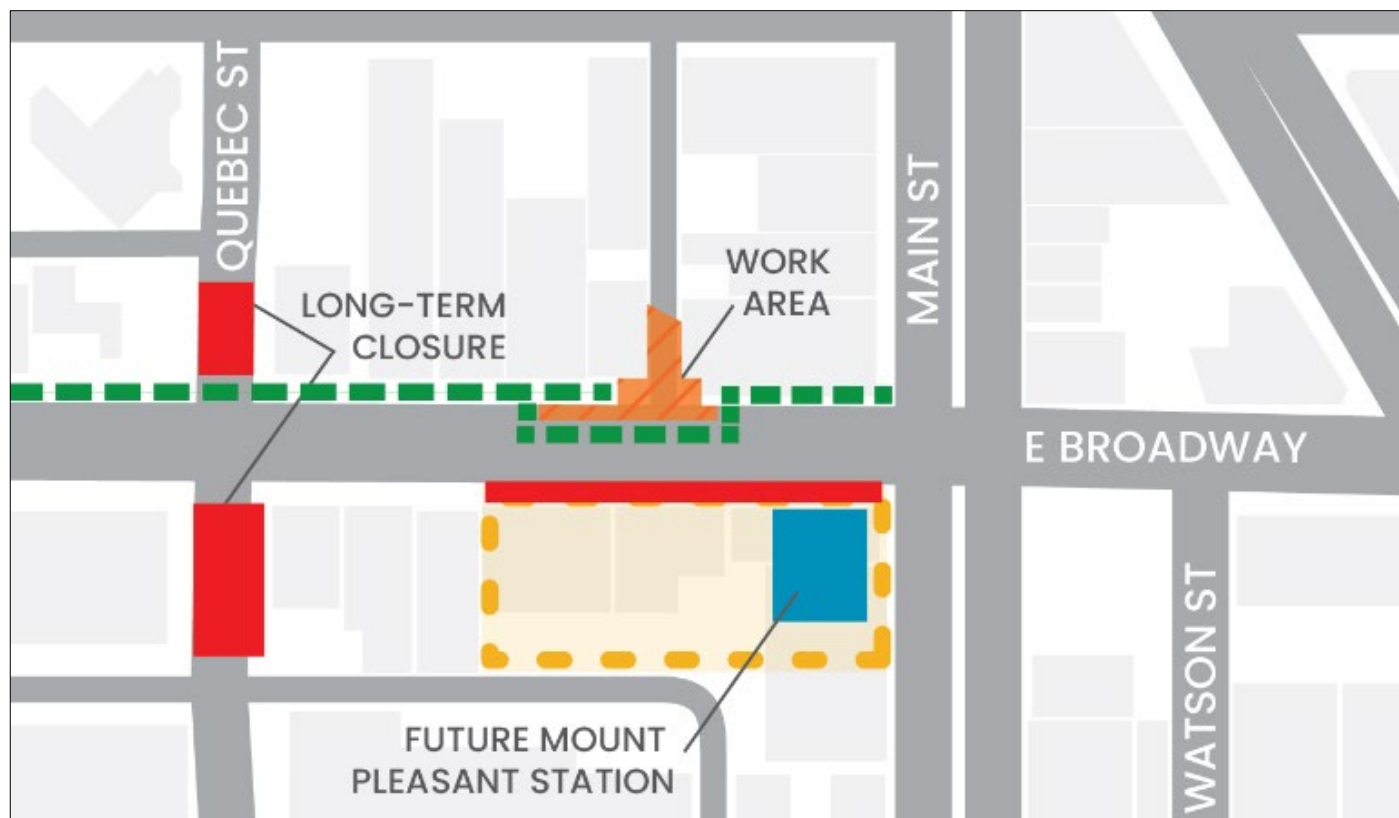 QUEBEC ST
LONG-TERM
CLOSURE
WORK
AREA
MAIN ST
E BROADWAY
FUTURE MOUNT
PLEASANT STATION
WATSON ST